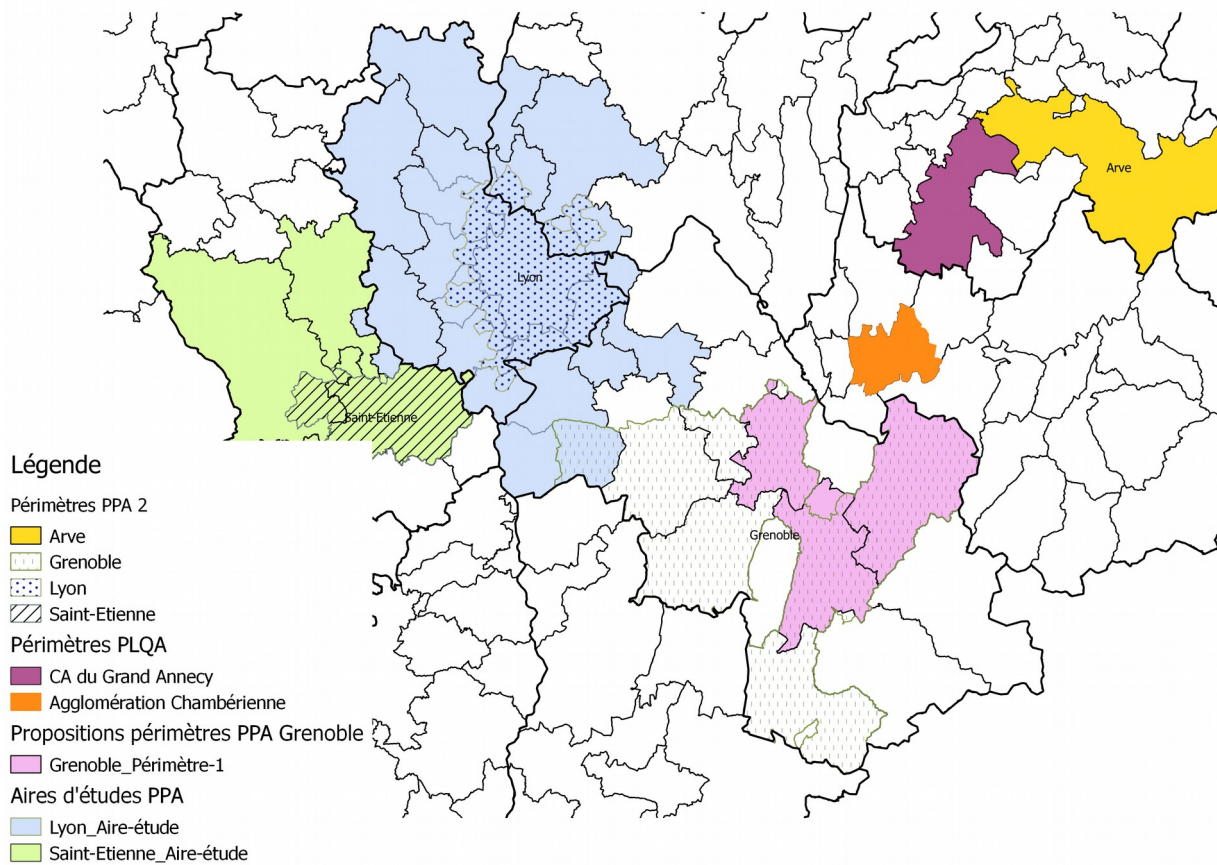 Arve
Lyon
Saint-Etienne
Grenoble
Légende
Périmètres PPA 2
Arve
Grenoble
Lyon
Saint-Etienne
Périmètres PLQA
CA du Grand Annecy
Agglomération Chambérienne
Propositions périmètres PPA Grenoble
Grenoble_Périmètre-1
Aires d'études PPA
Lyon_Aire-étude
Saint-Etienne_Aire-étude